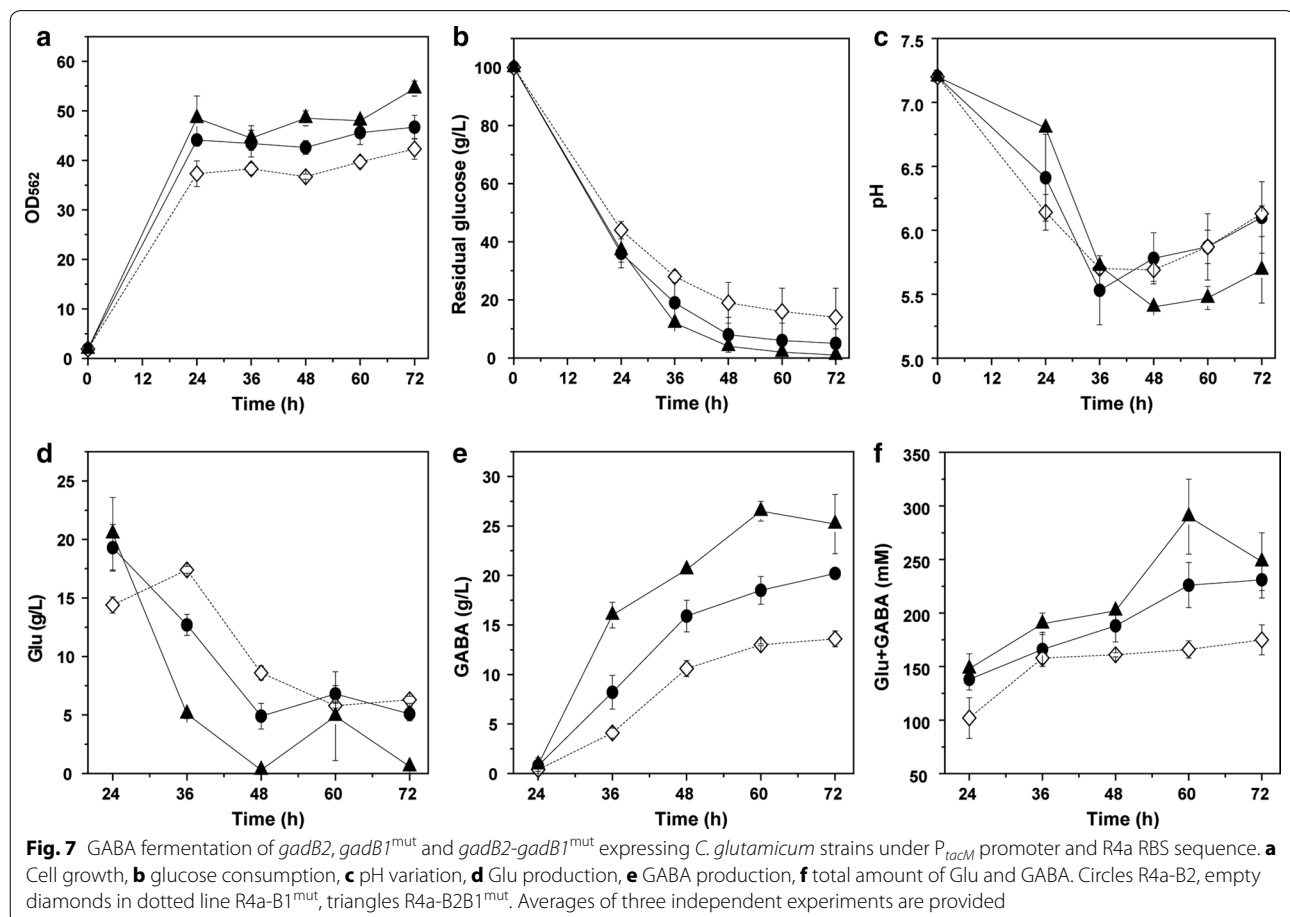 a
60
50
40
30
20
10
0
OD562
0 12 24 36 48 60 72
Time (h)
b
100
80
60
40
20
0
Residual glucose (g/L)
0 12 24 36 48 60 72
Time (h)
c
7.5
7.0
6.5
6.0
5.5
5.0
pH
0 12 24 36 48 60 72
Time (h)
d
25
20
15
10
5
0
Glu (g/L)
24 36 48 60 72
Time (h)
e
30
25
20
15
10
5
0
GABA (g/L)
24 36 48 60 72
Time (h)
f
350
300
250
200
150
100
50
Glu+GABA (mM)
24 36 48 60 72
Time (h)
Fig. 7 GABA fermentation of gadB2, gadB1mut and gadB2-gadB1mut expressing C. glutamicum strains under PtacM promoter and R4a RBS sequence. a
Cell growth, b glucose consumption, c pH variation, d Glu production, e GABA production, f total amount of Glu and GABA. Circles R4a-B2, empty
diamonds in dotted line R4a-B1mut, triangles R4a-B2B1mut. Averages of three independent experiments are provided